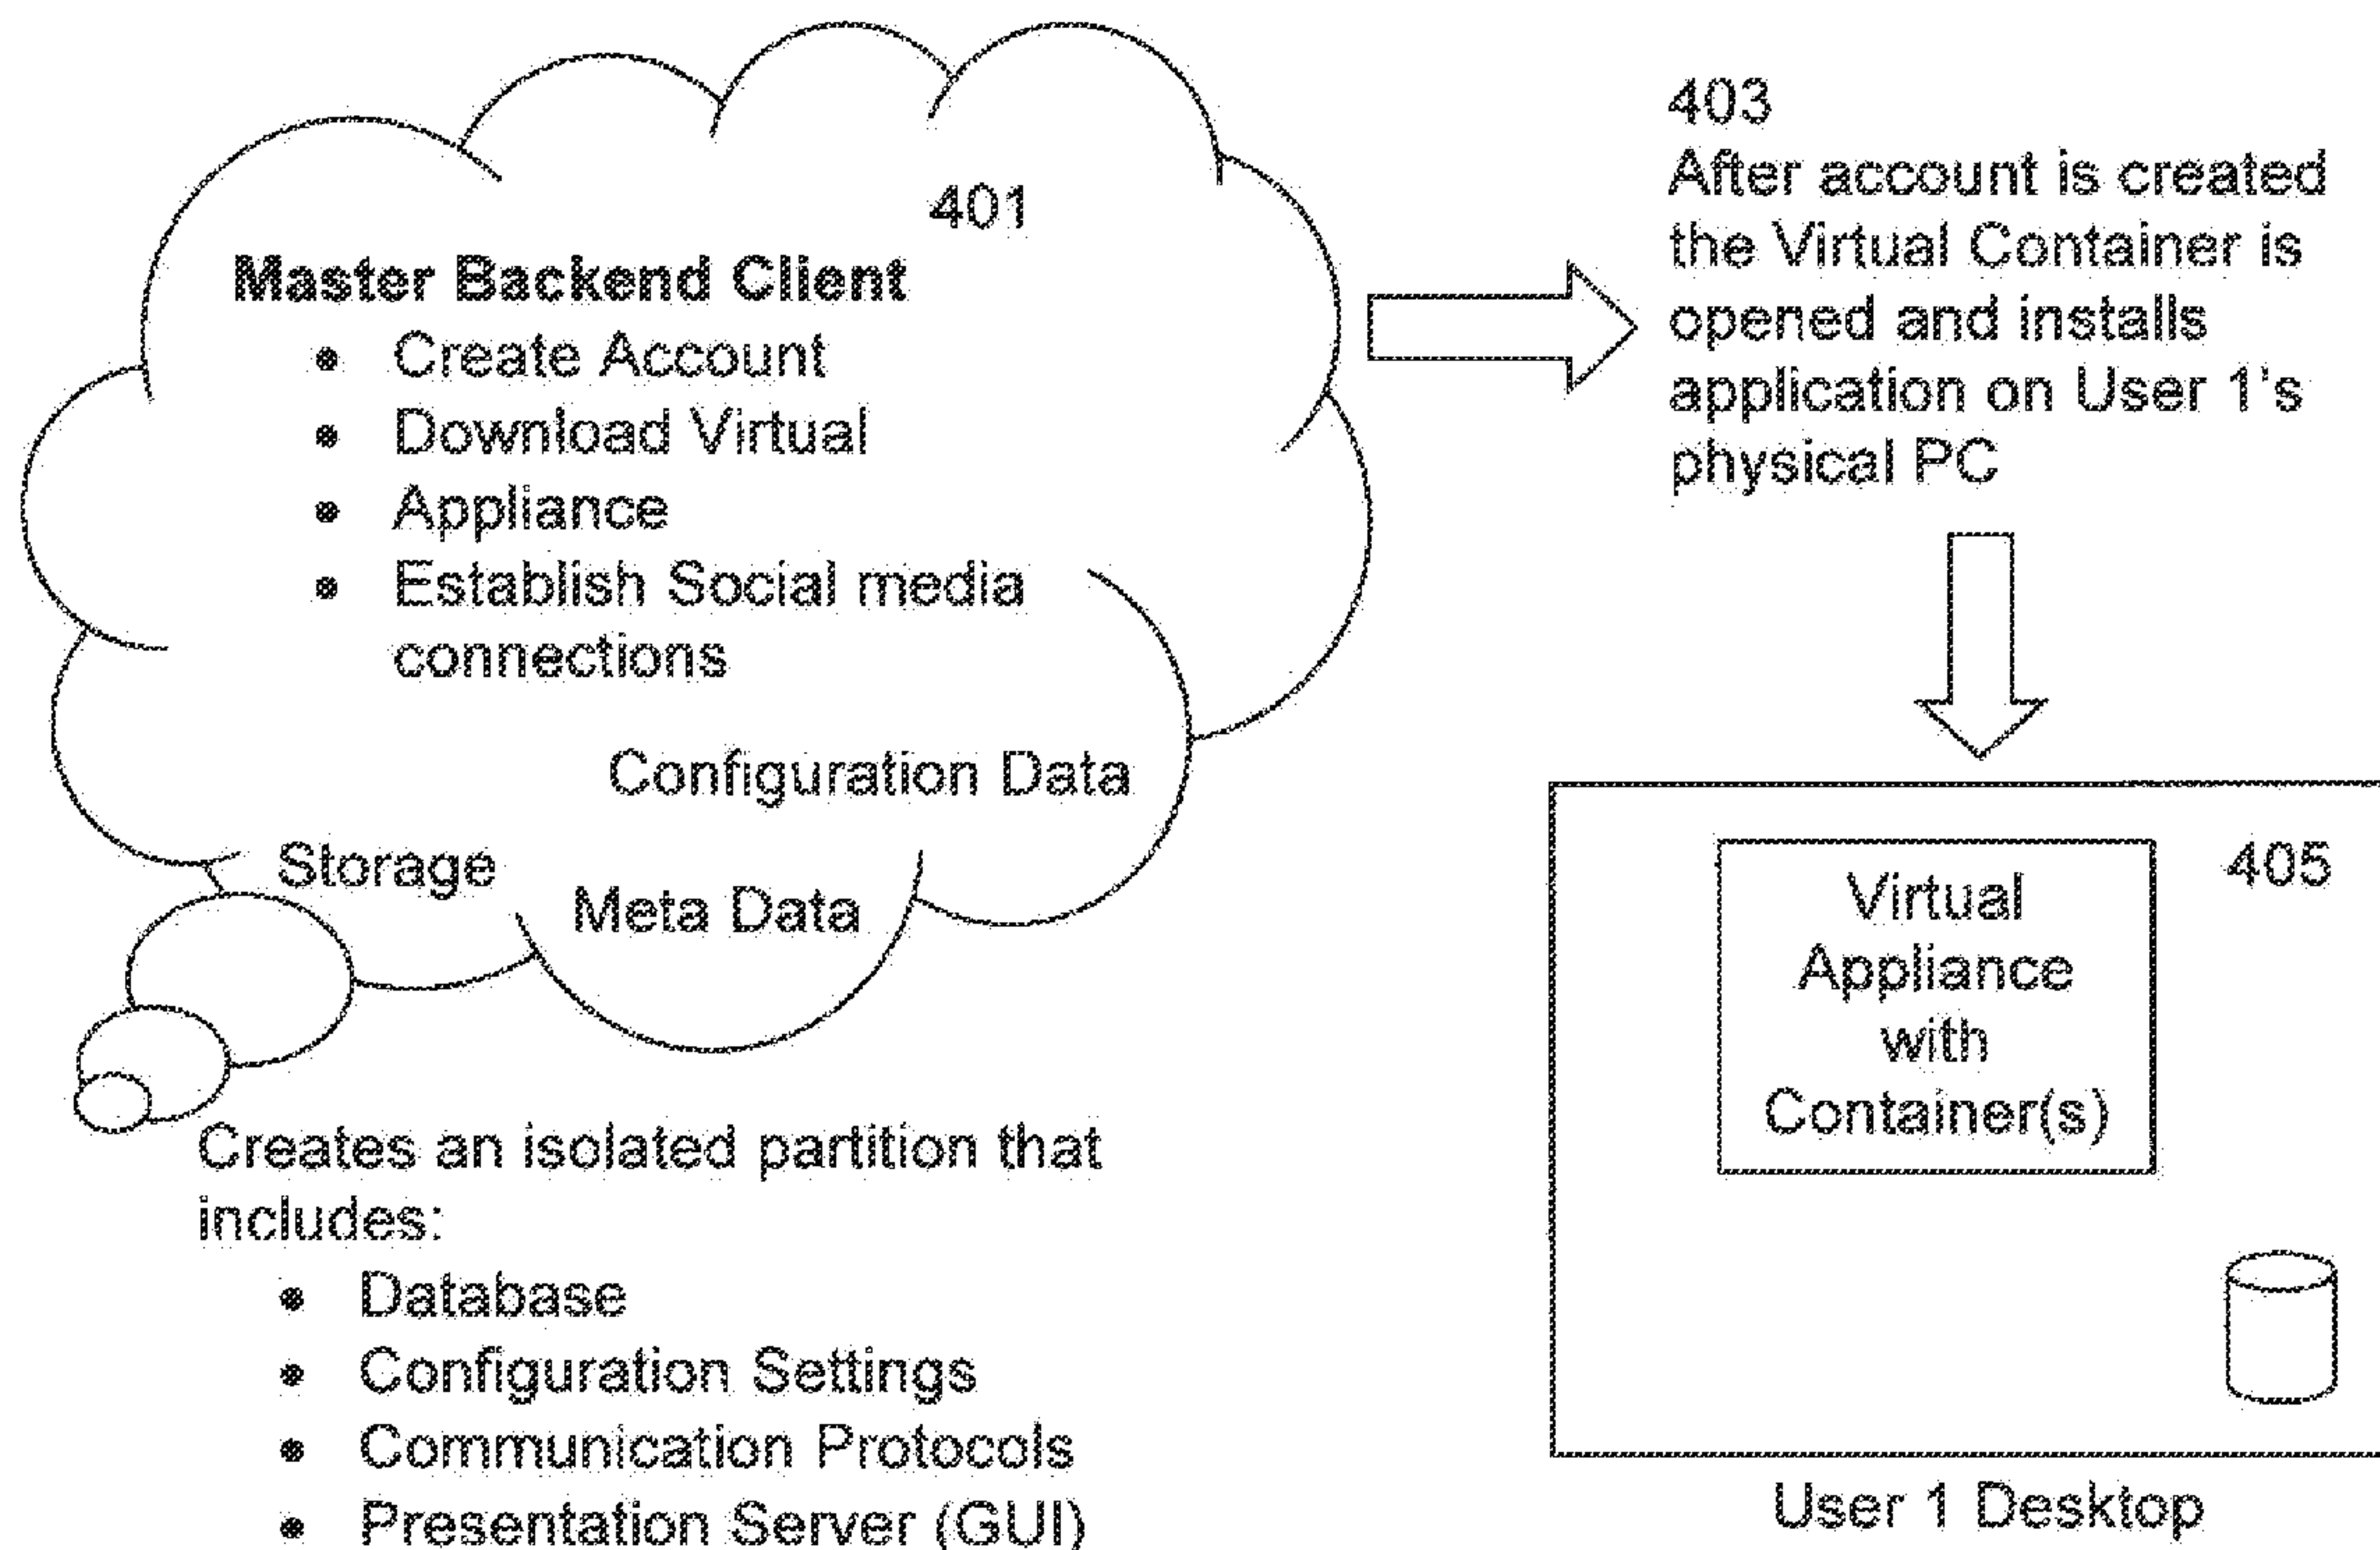 401
Master Backend Client
• Create Account
• Download Virtual
• Appliance
• Establish Social media
connections
Configuration Data
Storage
Meta Data
Creates an isolated partition that
includes:
• Database
• Configuration Settings
• Communication Protocols
• Presentation Server (GUI)
403
After account is created
the Virtual Container is
opened and installs
application on User 1's
physical PC
405
Virtual
Appliance
with
Container(s)
User 1 Desktop